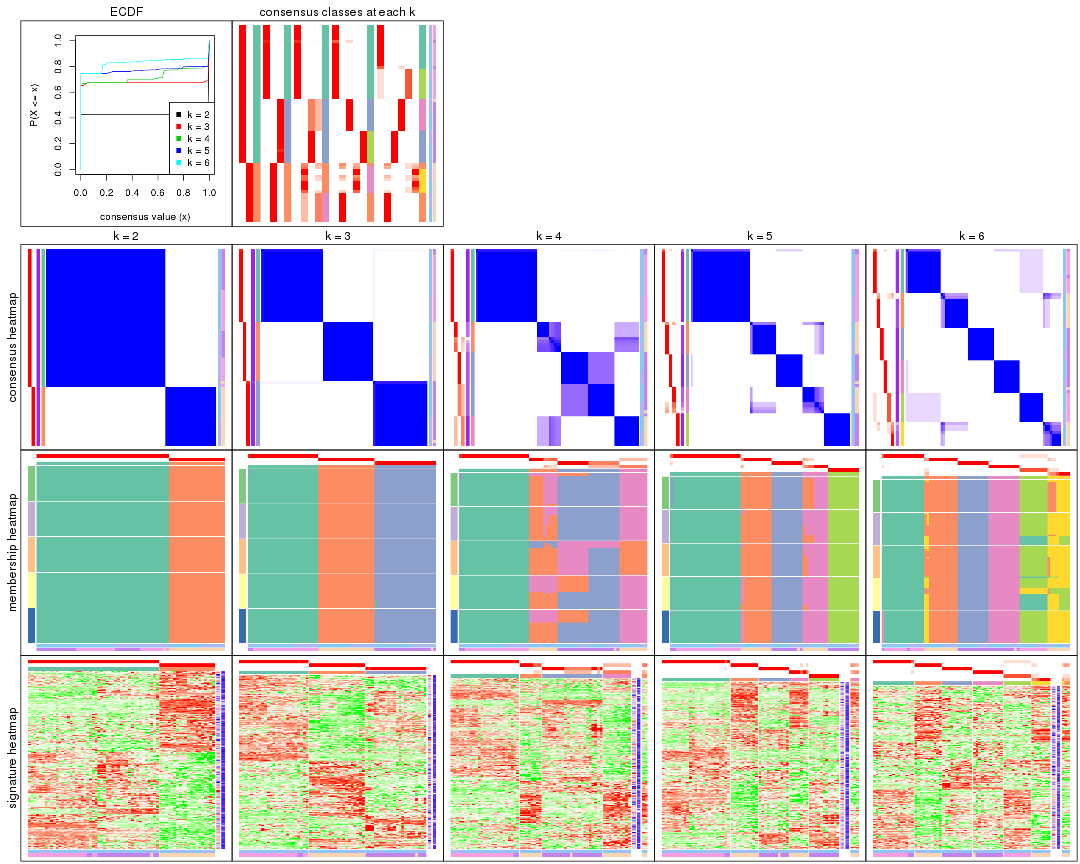 ECDF
consensus classes at each k
P(X <= x)
1.0
0.8
0.6
0.4
0.2
0.0
k = 2
k = 3
k = 4
k = 5
k = 6
0.0 0.2 0.4 0.6 0.8 1.0
consensus value (x)
k = 2
k = 3
k = 4
k = 5
k = 6
consensus heatmap
membership heatmap
signature heatmap